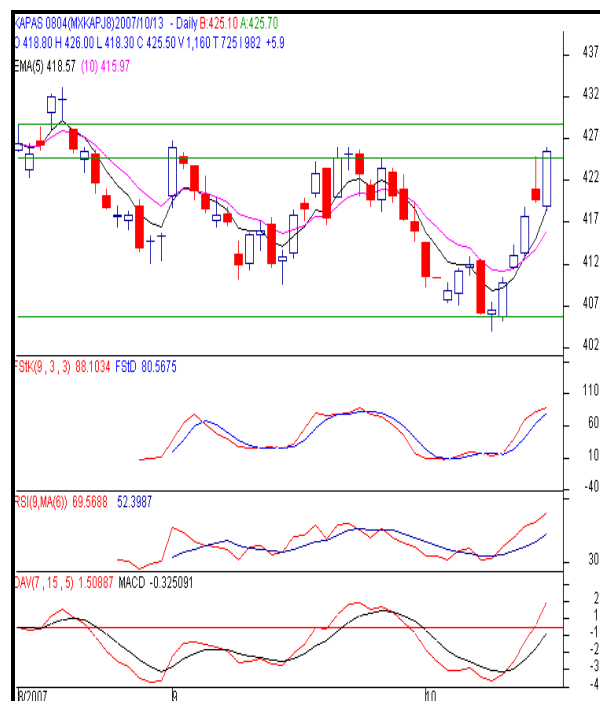 KAPAS 0804(MXKAPJ8)2007/10/13 - Daily B:425.10 A:425.70
O 418.80 H 426.00 L 418.30 C 425.50 V 1,160 T 725 I 982 +5.9
EMA(5) 418.57 (10) 415.97
437
432
427
422
417
412
407
402
FStK(9 , 3 , 3) 88.1034 FStD 80.5675
110
60
10
-40
RSI(9,MA(6)) 69.5688 52.3987
30
OAV(7 , 15 , 5) 1.50887 MACD -0.325091
2
1
-1
-2
-3
-4
8/2007 9 10